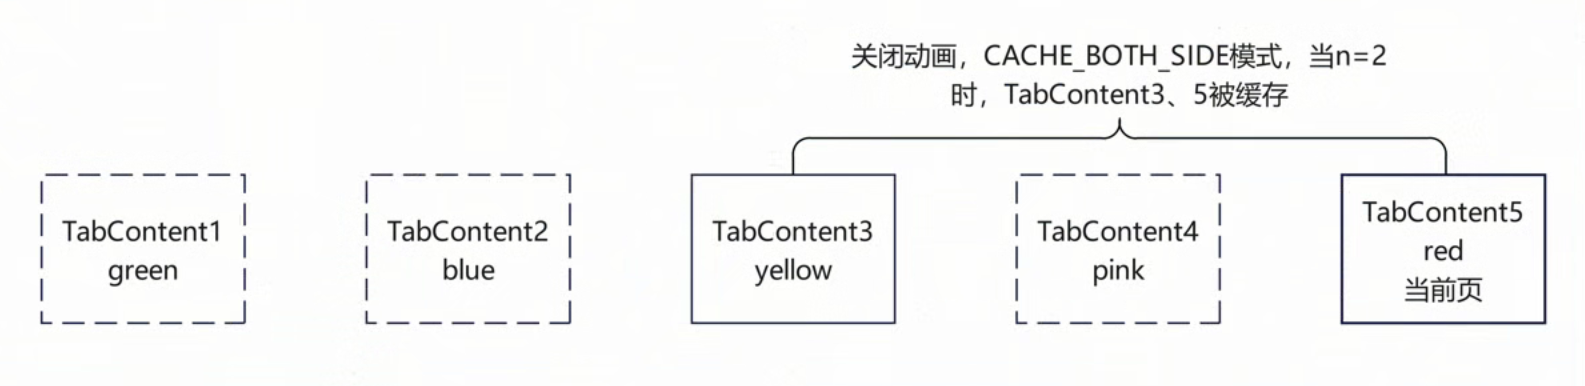 关闭动画，CACHE_BOTH_SIDE模式，当n=2
时，TabContent3、5被缓存
TabContent1
green
TabContent2
blue
TabContent3
yellow
TabContent4
pink
TabContent5
red
当前页